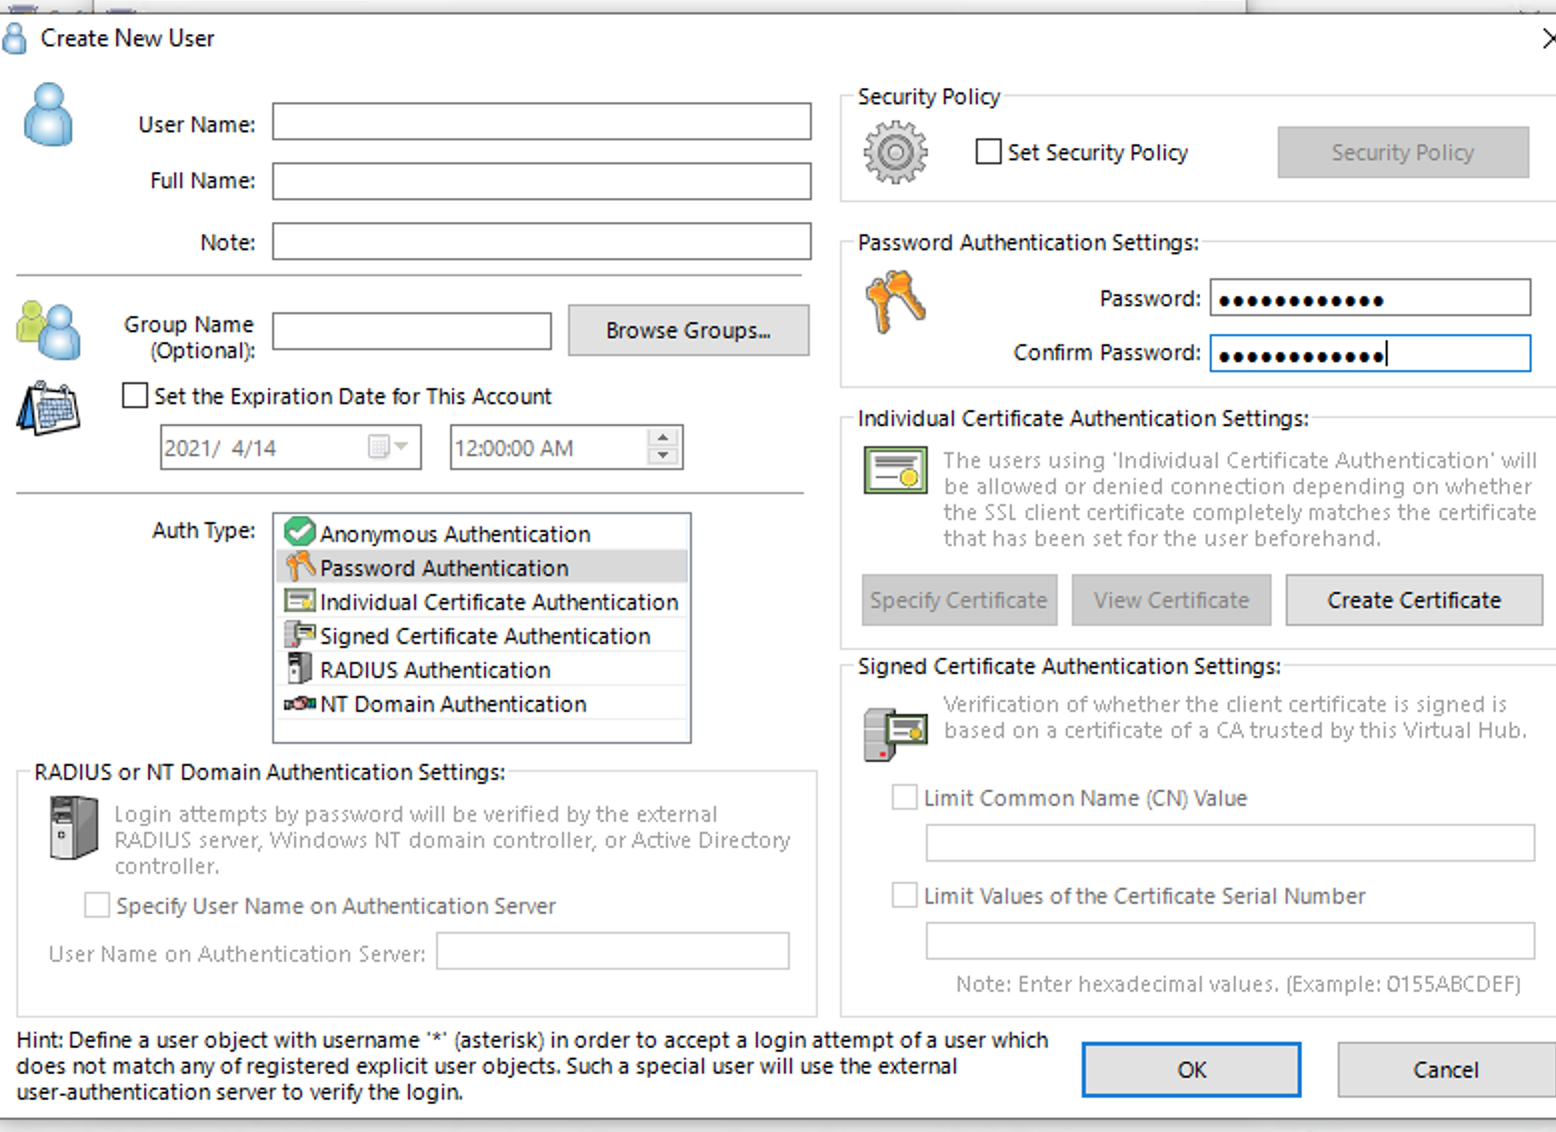 Create New User
User Name:
Full Name:
Note:
Group Name
(Optional):
Browse Groups...
Set the Expiration Date for This Account
2021/ 4/14
12:00:00 AM
Auth Type:
Anonymous Authentication
Password Authentication
Individual Certificate Authentication
Signed Certificate Authentication
RADIUS Authentication
NT Domain Authentication
RADIUS or NT Domain Authentication Settings:
Login attempts by password will be verified by the external
RADIUS server, Windows NT domain controller, or Active Directory
controller.
Specify User Name on Authentication Server
User Name on Authentication Server:
Security Policy
Set Security Policy
Security Policy
Password Authentication Settings:
Password: ●●●●●●●●●●●●
Confirm Password: ●●●●●●●●●●●●
Individual Certificate Authentication Settings:
The users using 'Individual Certificate Authentication' will
be allowed or denied connection depending on whether
the SSL client certificate completely matches the certificate
that has been set for the user beforehand.
Specify Certificate
View Certificate
Create Certificate
Signed Certificate Authentication Settings:
Verification of whether the client certificate is signed is
based on a certificate of a CA trusted by this Virtual Hub.
Limit Common Name (CN) Value
Limit Values of the Certificate Serial Number
Note: Enter hexadecimal values. (Example: 0155ABCDEF)
Hint: Define a user object with username '*' (asterisk) in order to accept a login attempt of a user which
does not match any of registered explicit user objects. Such a special user will use the external
user-authentication server to verify the login.
OK
Cancel